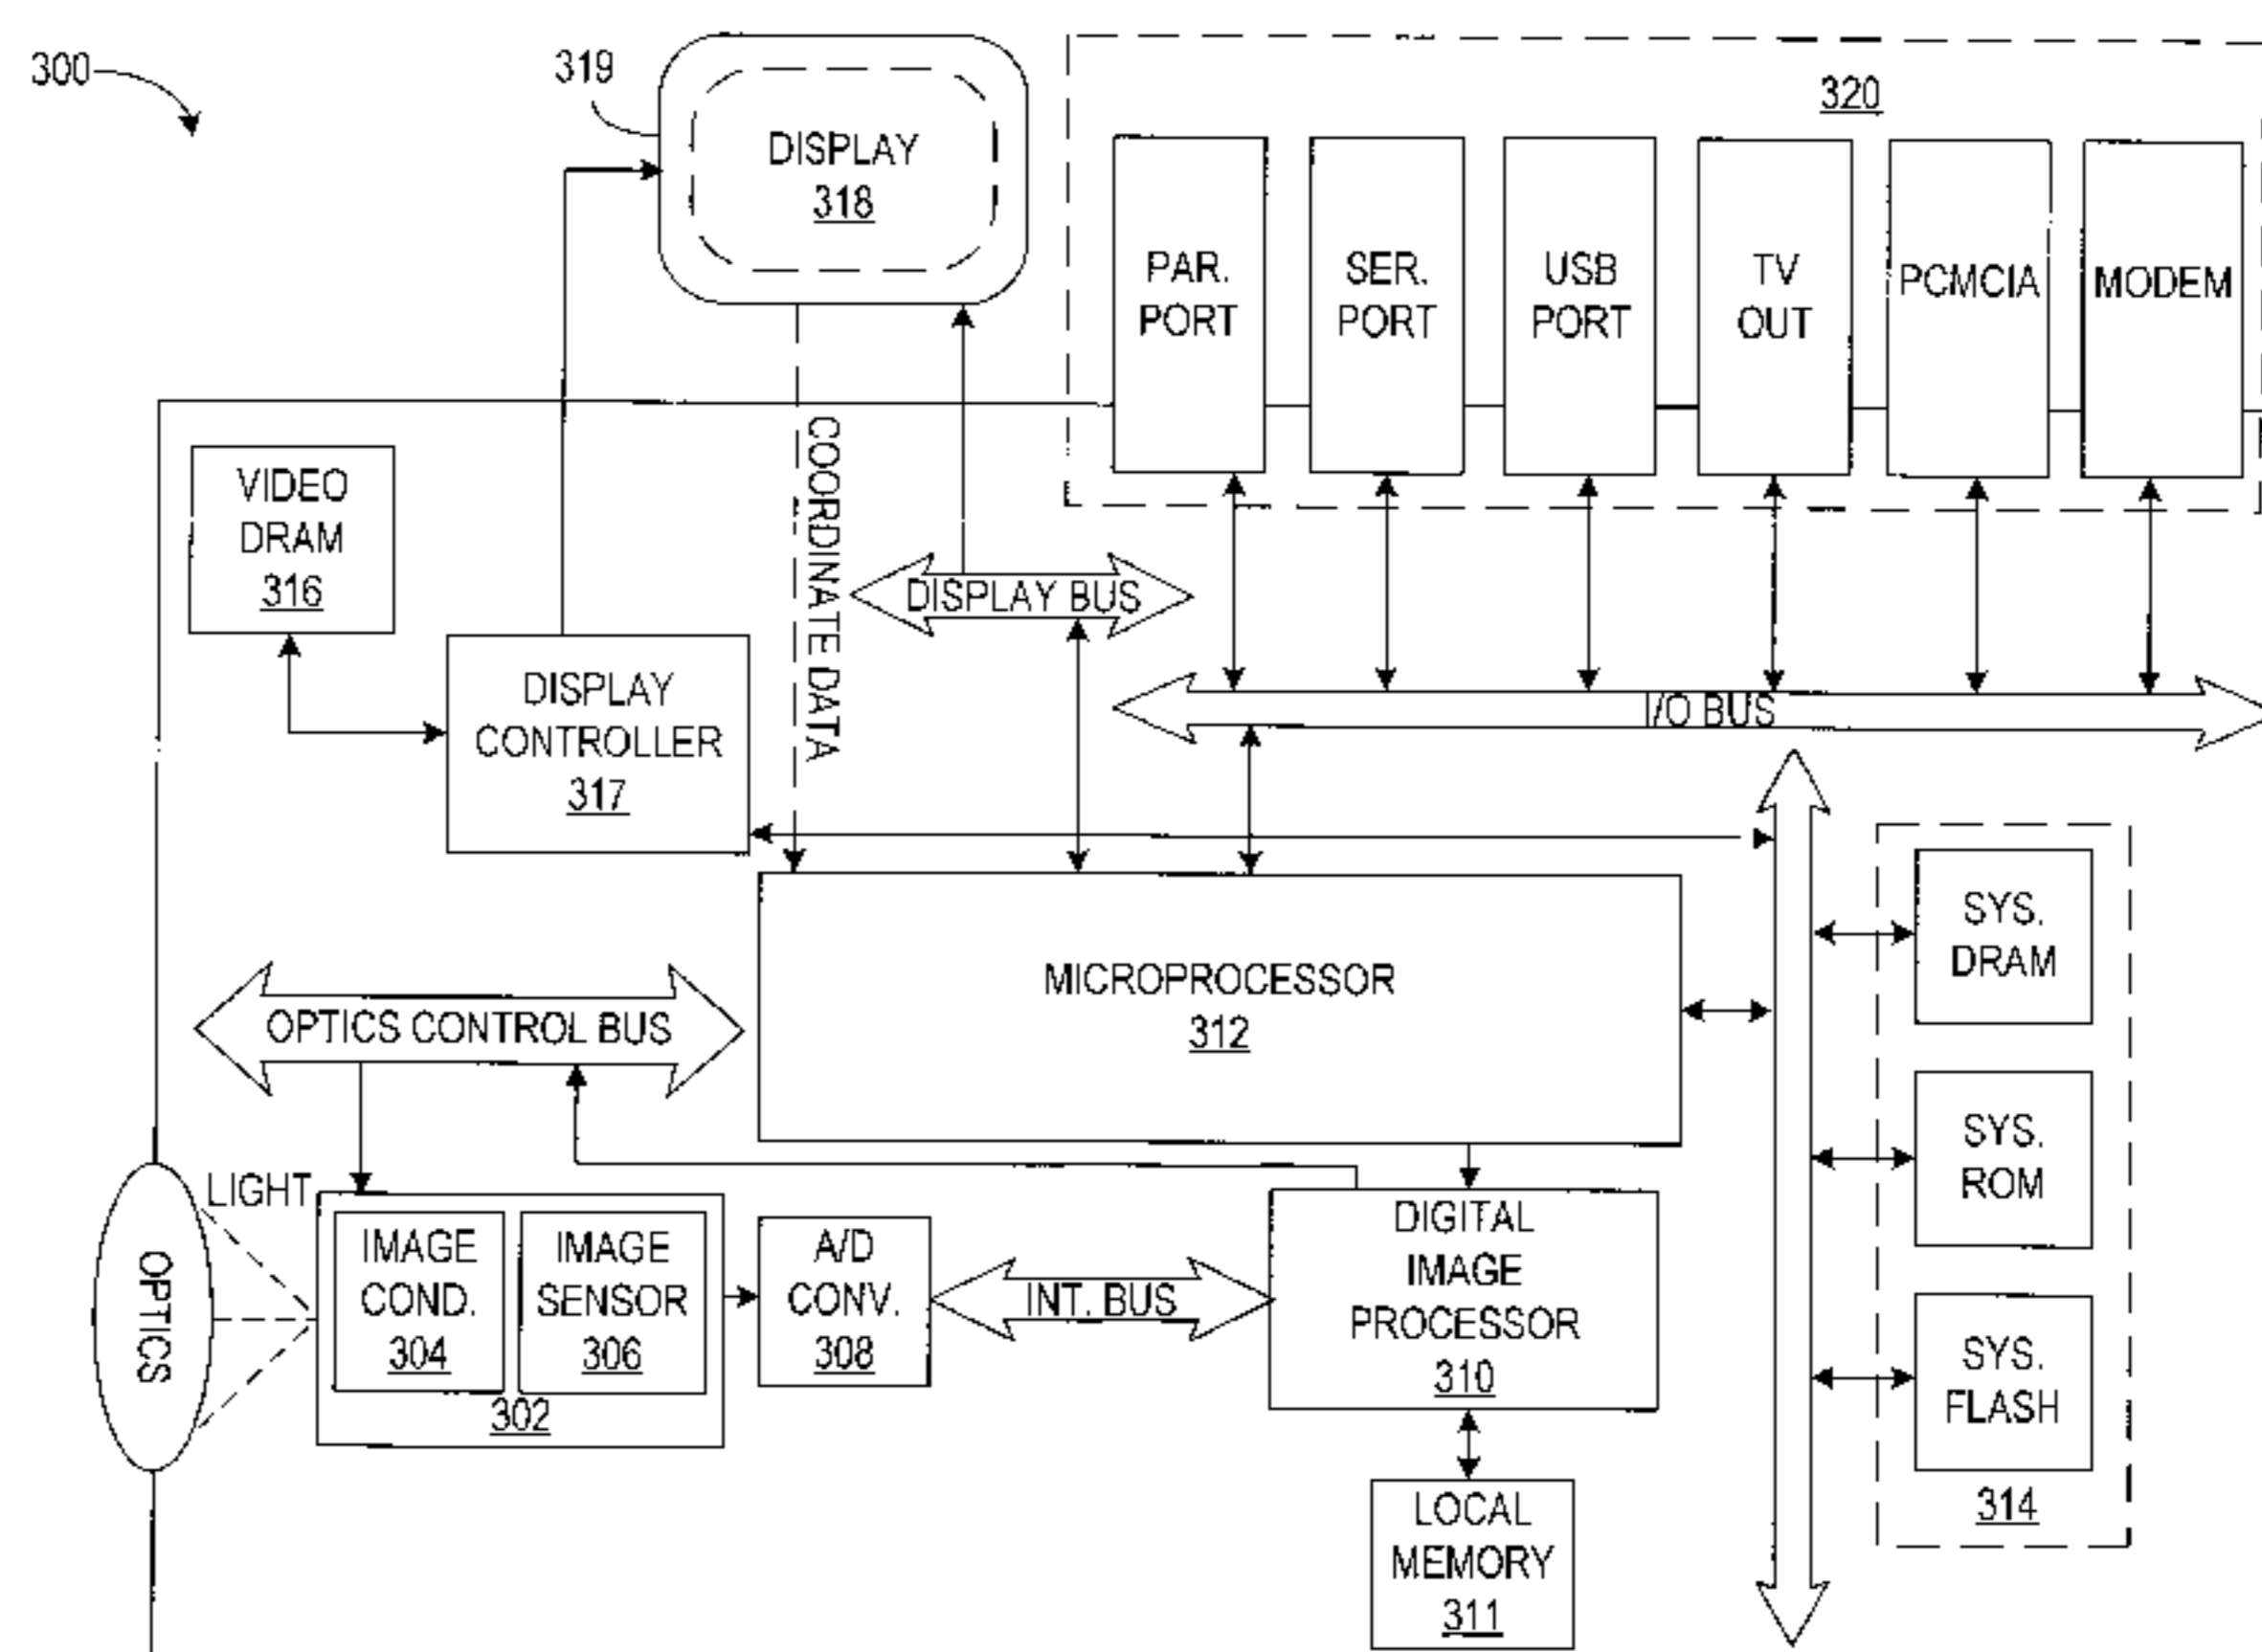 300
319
DISPLAY
318
320
PAR.
PORT
SER.
PORT
USB
PORT
TV
OUT
PCMCIA
MODEM
VIDEO
DRAM
316
COORDINATE DATA
DISPLAY BUS
DISPLAY
CONTROLLER
317
I/O BUS
MICROPROCESSOR
312
SYS.
DRAM
OPTICS CONTROL BUS
SYS.
ROM
LIGHT
OPTICS
IMAGE
COND.
304
IMAGE
SENSOR
306
302
A/D
CONV.
308
INT. BUS
DIGITAL
IMAGE
PROCESSOR
310
SYS.
FLASH
314
LOCAL
MEMORY
311